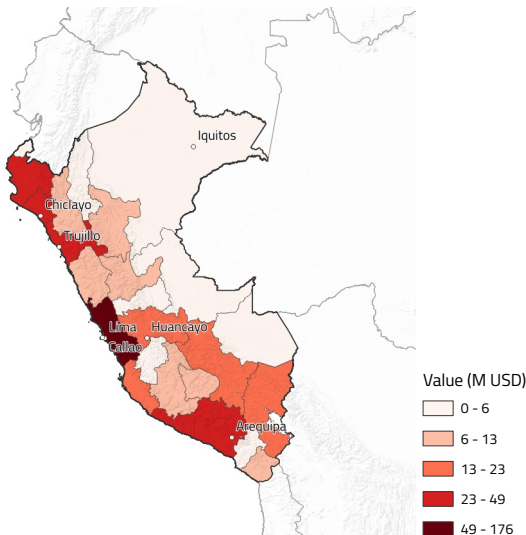 Iquitos
Chiclayo
Trujillo
Lima
Huancayo
Callao
Arequipa
Value (M USD)
0 - 6
6 - 13
13 - 23
23 - 49
49 - 176